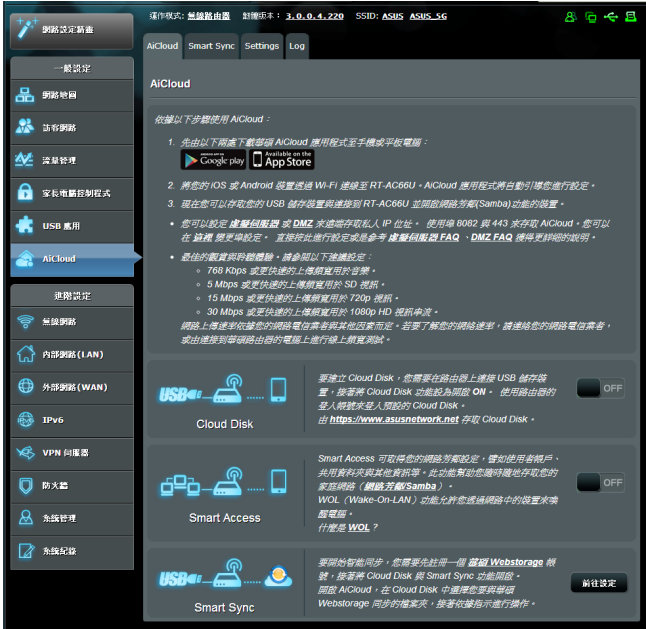 網路設定精靈
運作模式: 無線路由器 韌體版本: 3.0.0.4.220 SSID: ASUS ASUS_5G
AiCloud Smart Sync Settings Log
一般設定
網路地圖
訪客網路
流量管理
家長電腦控制程式
USB 應用
AiCloud
進階設定
無線網路
內部網路(LAN)
外部網路(WAN)
IPv6
VPN 伺服器
防火牆
系統管理
系統紀錄
AiCloud
依據以下步驟使用 AiCloud：
1. 先由以下兩處下載華碩 AiCloud 應用程式至手機或平板電腦：
ANDROID APP ON Google play Available on the App Store
2. 將您的 iOS 或 Android 裝置透過 Wi-Fi 連線至 RT-AC66U。AiCloud 應用程式將自動引導您進行設定。
3. 現在您可以存取您的 USB 儲存裝置與連接到 RT-AC66U 並開啟網路芳鄰(Samba)功能的裝置。
• 您可以設定 虛擬伺服器 或 DMZ 來遠端存取私人 IP 位址。 使用埠 8082 與 443 來存取 AiCloud。您可以
在 這裡 變更埠設定。 直接按此進行設定或是參考 虛擬伺服器 FAQ、DMZ FAQ 獲得更詳細的說明。
• 最佳的觀賞與聆聽體驗。請參閱以下建議設定：
◦ 768 Kbps 或更快速的上傳頻寬用於音樂。
◦ 5 Mbps 或更快速的上傳頻寬用於 SD 視訊。
◦ 15 Mbps 或更快速的上傳頻寬用於 720p 視訊。
◦ 30 Mbps 或更快速的上傳頻寬用於 1080p HD 視訊串流。
網路上傳速率依據您的網路電信業者與其他因素而定。若要了解您的網路速率，請連絡您的網路電信業者，
或由連接到華碩路由器的電腦上進行線上頻寬測試。
USB
Cloud Disk
要建立 Cloud Disk，您需要在路由器上連接 USB 儲存裝
置，接著將 Cloud Disk 功能設為開啟 ON。 使用路由器的
登入帳號來登入預設的 Cloud Disk。
由 https://www.asusnetwork.net 存取 Cloud Disk。
OFF
Smart Access
Smart Access 可取得您的網路芳鄰設定，譬如使用者帳戶、
共用資料夾與其他資訊等。此功能幫助您隨時隨地存取您的
家庭網路（網路芳鄰/Samba）。
WOL（Wake-On-LAN）功能允許您透過網路中的裝置來喚
醒電腦。
什麼是 WOL？
OFF
USB
Smart Sync
要開始智能同步，您需要先註冊一個 華碩 Webstorage 帳
號，接著將 Cloud Disk 與 Smart Sync 功能開啟。
開啟 AiCloud，在 Cloud Disk 中選擇您要與華碩
Webstorage 同步的檔案夾，接著依據指示進行操作。
前往設定